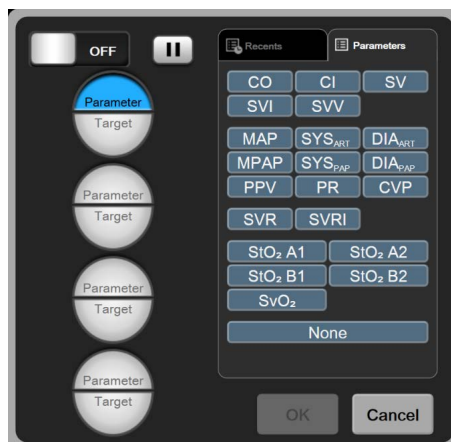 OFF
Recents
Parameters
Parameter
Target
Parameter
Target
Parameter
Target
Parameter
Target
CO CI SV
SVI SVV
MAP SYSART DIAART
MPAP SYSPAP DIAPAP
PPV PR CVP
SVR SVRI
StO₂ A1 StO₂ A2
StO₂ B1 StO₂ B2
SvO₂
None
OK Cancel